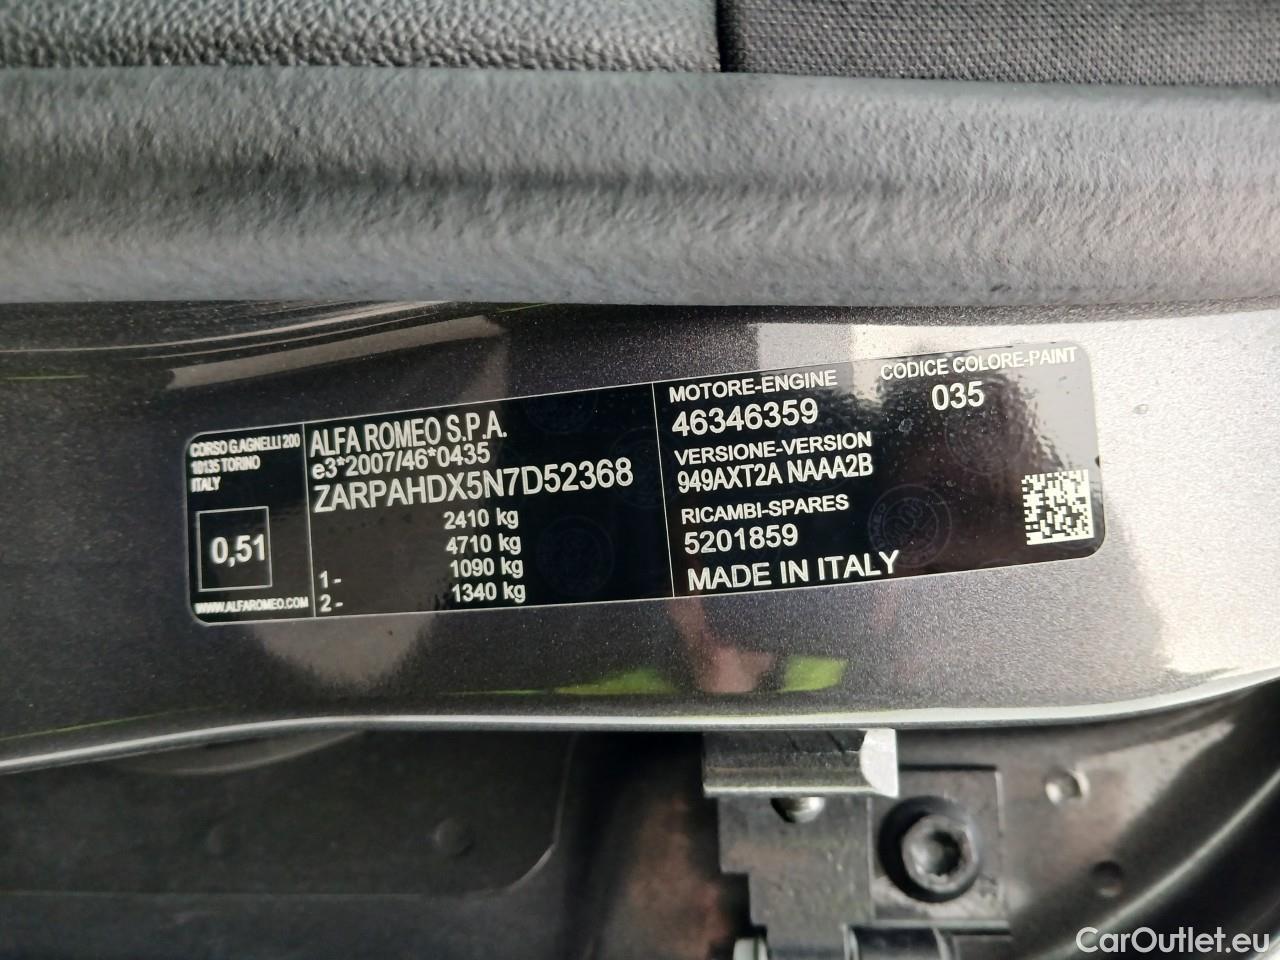 CORSO G.AGNELLI 200
10135 TORINO
ITALY
0,51
WWW.ALFAROMEO.COM
ALFA ROMEO S.P.A.
e3*2007/46*0435
ZARPAHDX5N7D52368
2410 kg
4710 kg
1- 1090 kg
2- 1340 kg
MOTORE-ENGINE
46346359
VERSIONE-VERSION
949AXT2A NAAA2B
RICAMBI-SPARES
5201859
MADE IN ITALY
CODICE COLORE-PAINT
035
CarOutlet.eu